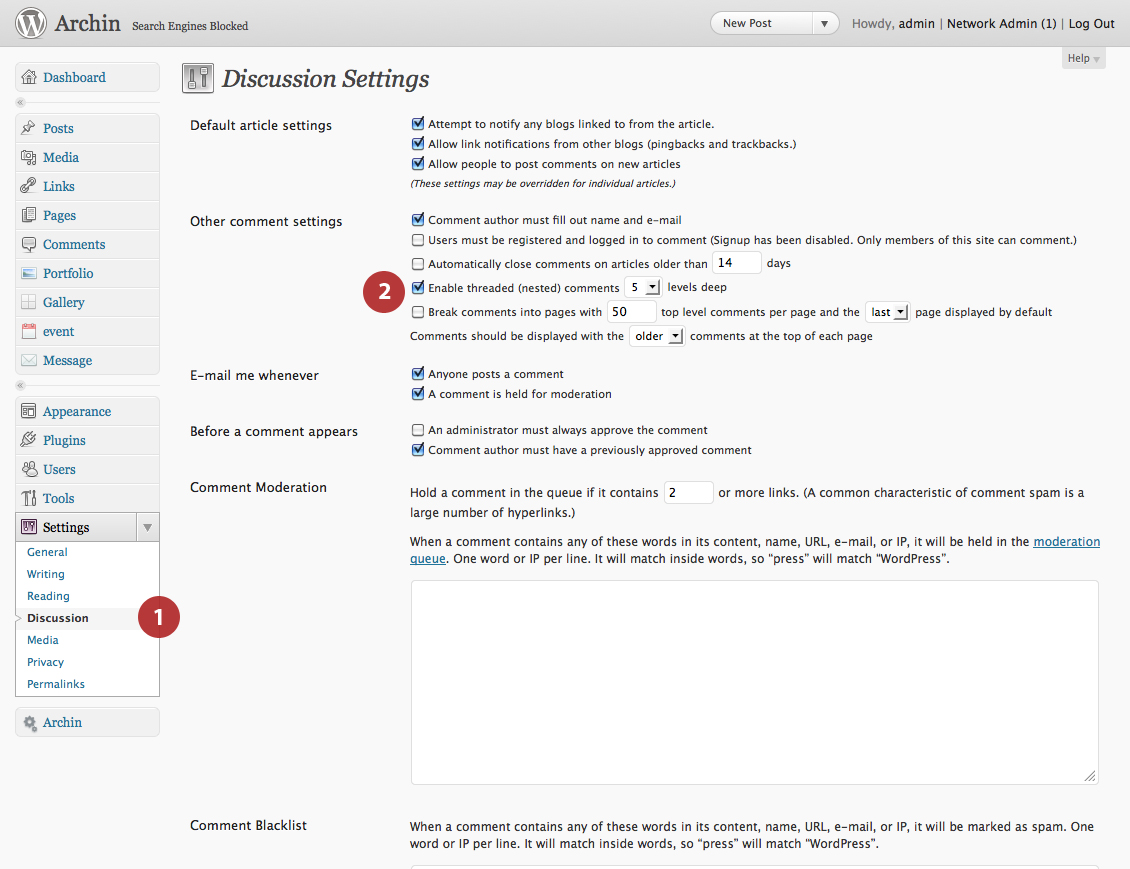 Archin Search Engines Blocked
New Post
Howdy, admin | Network Admin (1) | Log Out
Help
Dashboard
Posts
Media
Links
Pages
Comments
Portfolio
Gallery
event
Message
Appearance
Plugins
Users
Tools
Settings
General
Writing
Reading
Discussion
1
Media
Privacy
Permalinks
Archin
Discussion Settings
Default article settings
Attempt to notify any blogs linked to from the article.
Allow link notifications from other blogs (pingbacks and trackbacks.)
Allow people to post comments on new articles
(These settings may be overridden for individual articles.)
Other comment settings
Comment author must fill out name and e-mail
Users must be registered and logged in to comment (Signup has been disabled. Only members of this site can comment.)
Automatically close comments on articles older than 14 days
2
Enable threaded (nested) comments 5 levels deep
Break comments into pages with 50 top level comments per page and the last page displayed by default
Comments should be displayed with the older comments at the top of each page
E-mail me whenever
Anyone posts a comment
A comment is held for moderation
Before a comment appears
An administrator must always approve the comment
Comment author must have a previously approved comment
Comment Moderation
Hold a comment in the queue if it contains 2 or more links. (A common characteristic of comment spam is a
large number of hyperlinks.)
When a comment contains any of these words in its content, name, URL, e-mail, or IP, it will be held in the moderation
queue. One word or IP per line. It will match inside words, so “press” will match “WordPress”.
Comment Blacklist
When a comment contains any of these words in its content, name, URL, e-mail, or IP, it will be marked as spam. One
word or IP per line. It will match inside words, so “press” will match “WordPress”.